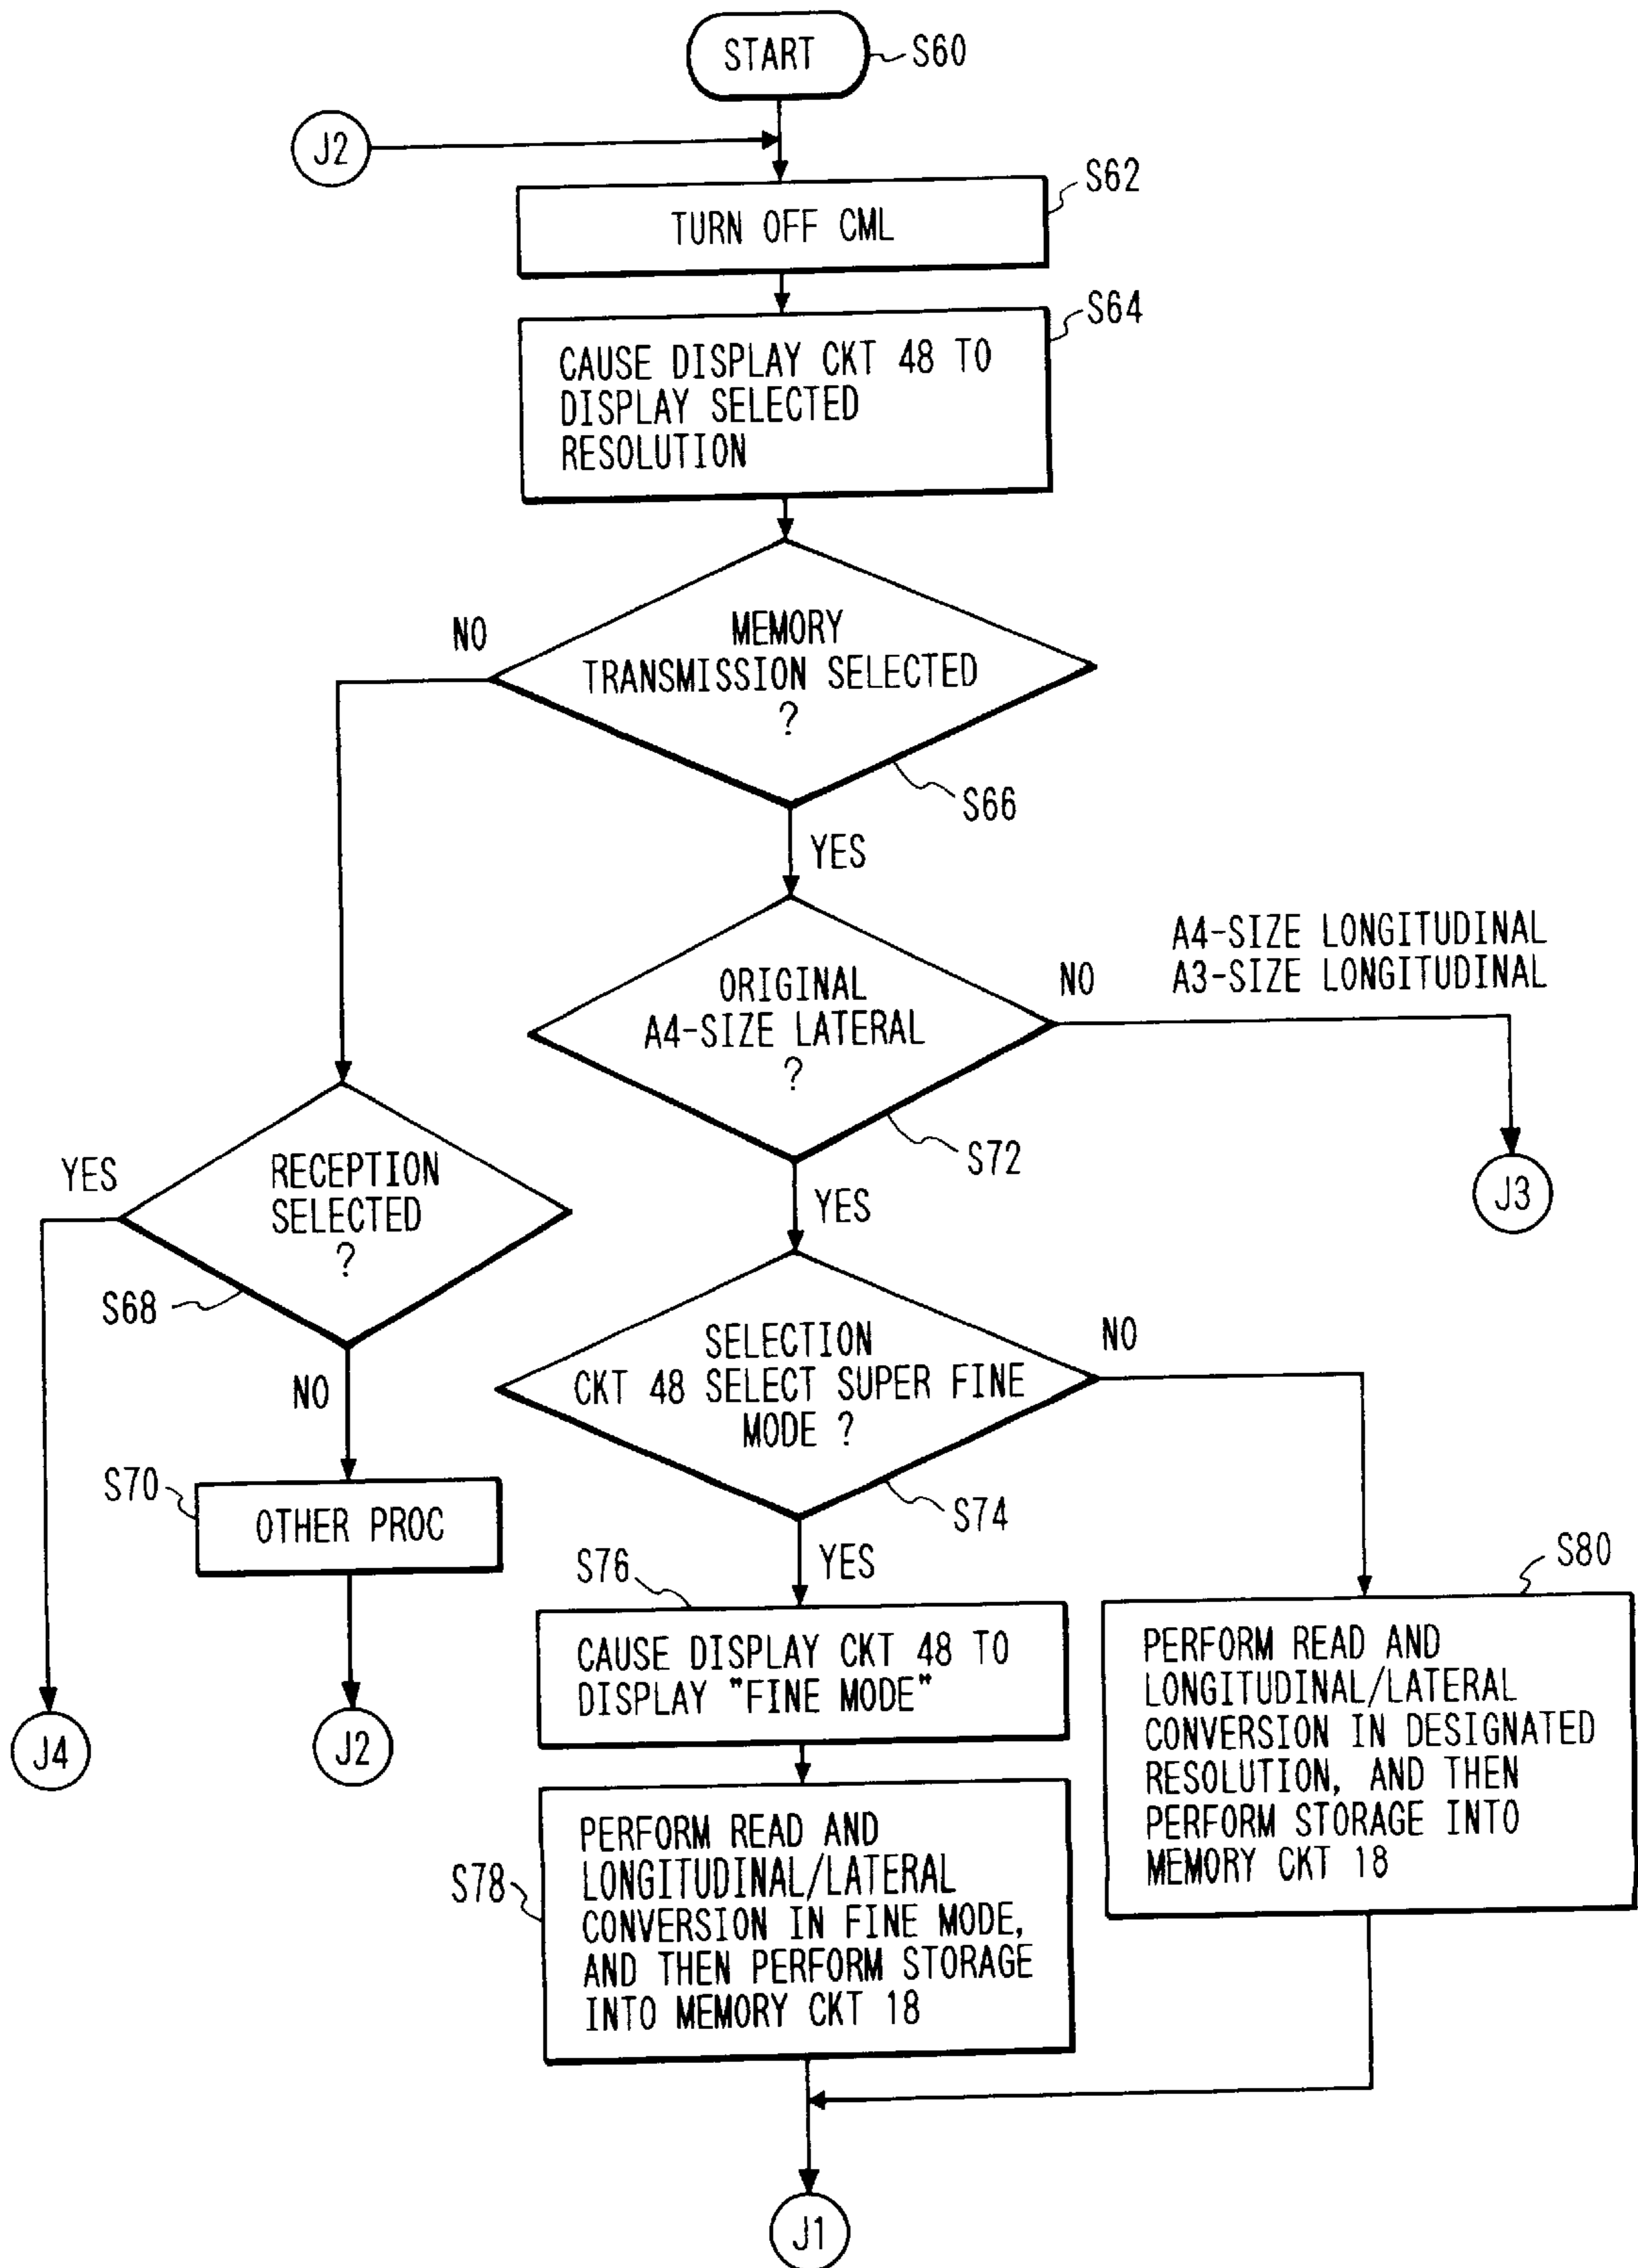 START
S60
J2
S62
TURN OFF CML
S64
CAUSE DISPLAY CKT 48 TO
DISPLAY SELECTED
RESOLUTION
NO
MEMORY
TRANSMISSION SELECTED
?
S66
YES
A4-SIZE LONGITUDINAL
A3-SIZE LONGITUDINAL
NO
ORIGINAL
A4-SIZE LATERAL
?
S72
J3
YES
YES
RECEPTION
SELECTED
?
S68
NO
SELECTION
CKT 48 SELECT SUPER FINE
MODE ?
NO
S74
S70
OTHER PROC
YES
S76
S80
CAUSE DISPLAY CKT 48 TO
DISPLAY "FINE MODE"
PERFORM READ AND
LONGITUDINAL/LATERAL
CONVERSION IN DESIGNATED
RESOLUTION, AND THEN
PERFORM STORAGE INTO
MEMORY CKT 18
J4
J2
S78
PERFORM READ AND
LONGITUDINAL/LATERAL
CONVERSION IN FINE MODE,
AND THEN PERFORM STORAGE
INTO MEMORY CKT 18
J1